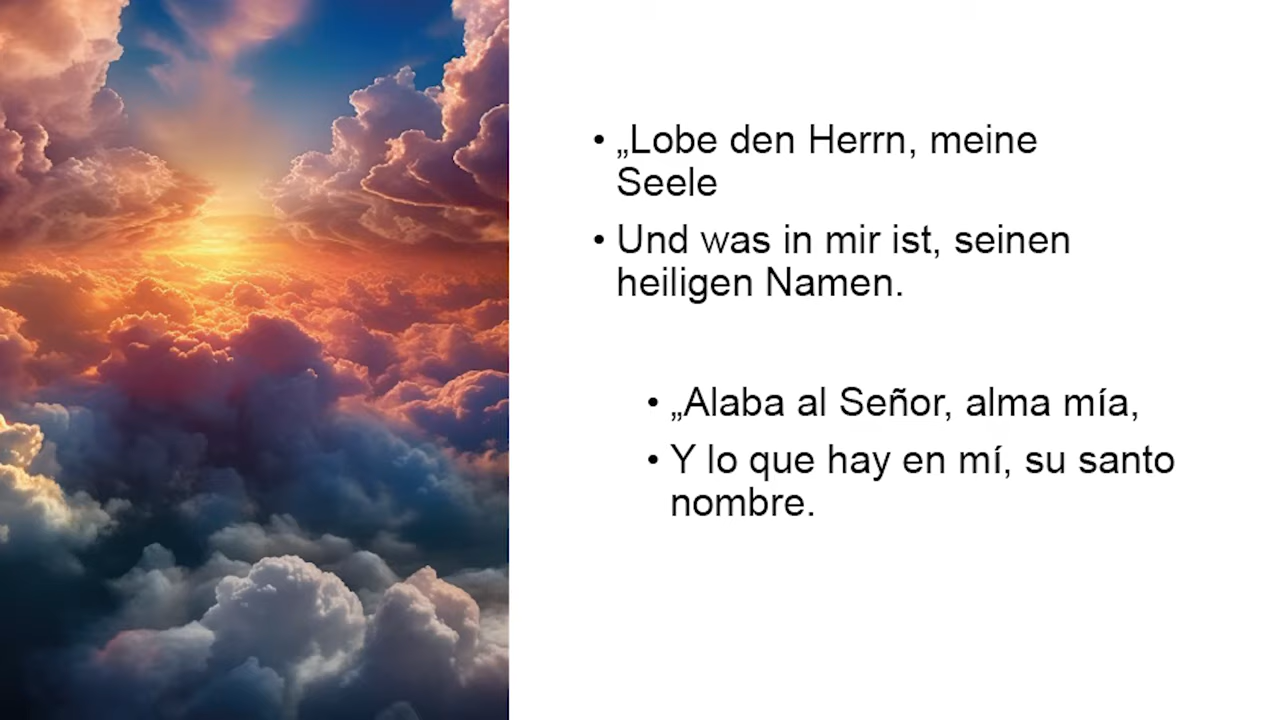 • „Lobe den Herrn, meine
Seele
• Und was in mir ist, seinen
heiligen Namen.
• „Alaba al Señor, alma mía,
• Y lo que hay en mí, su santo
nombre.